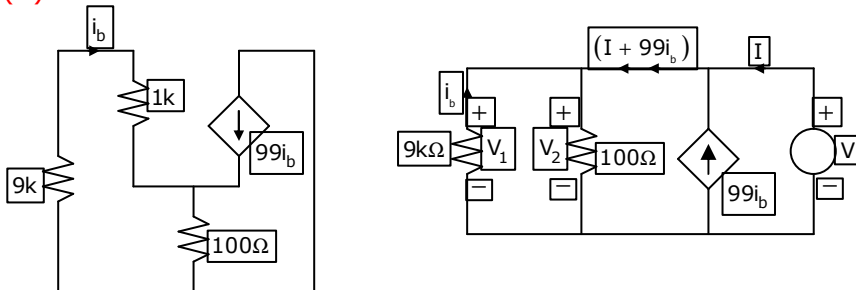 i_b
1k
99i_b
9k
100Ω
(I + 99i_b)
I
i_b
+
+
+
9kΩ
V_1
V_2
100Ω
V
−
−
−
99i_b